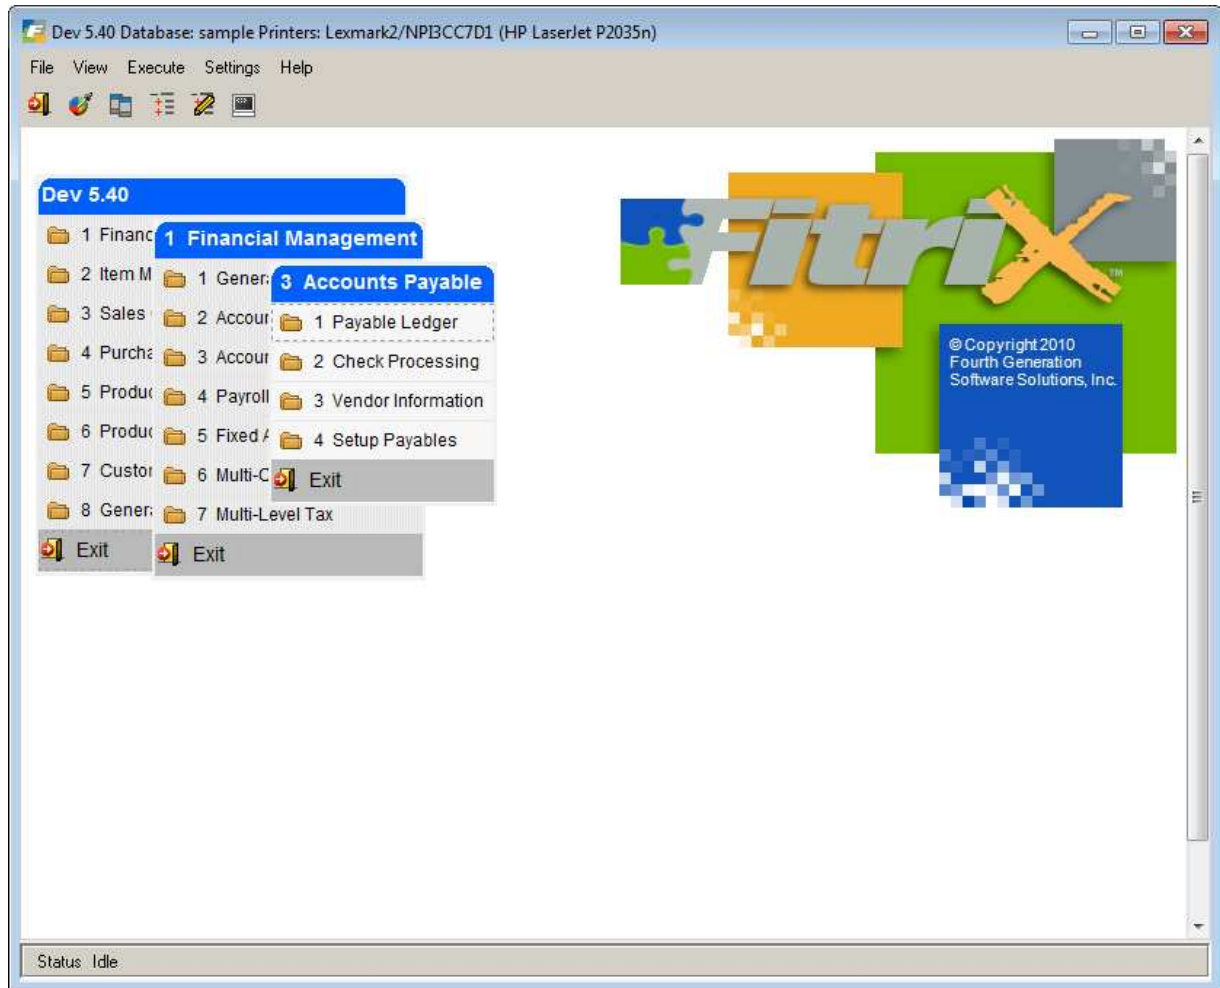 Dev 5.40 Database: sample Printers: Lexmark2/NPI3CC7D1 (HP LaserJet P2035n)
File View Execute Settings Help
Dev 5.40
1 Financ
2 Item M
3 Sales
4 Purcha
5 Produc
6 Produc
7 Custor
8 Genera
Exit
1 Financial Management
1 Genera
2 Accour
3 Accour
4 Payroll
5 Fixed A
6 Multi-C
7 Multi-Level Tax
Exit
3 Accounts Payable
1 Payable Ledger
2 Check Processing
3 Vendor Information
4 Setup Payables
Exit
FitriX
TM
©Copyright 2010
Fourth Generation
Software Solutions, Inc.
Status Idle